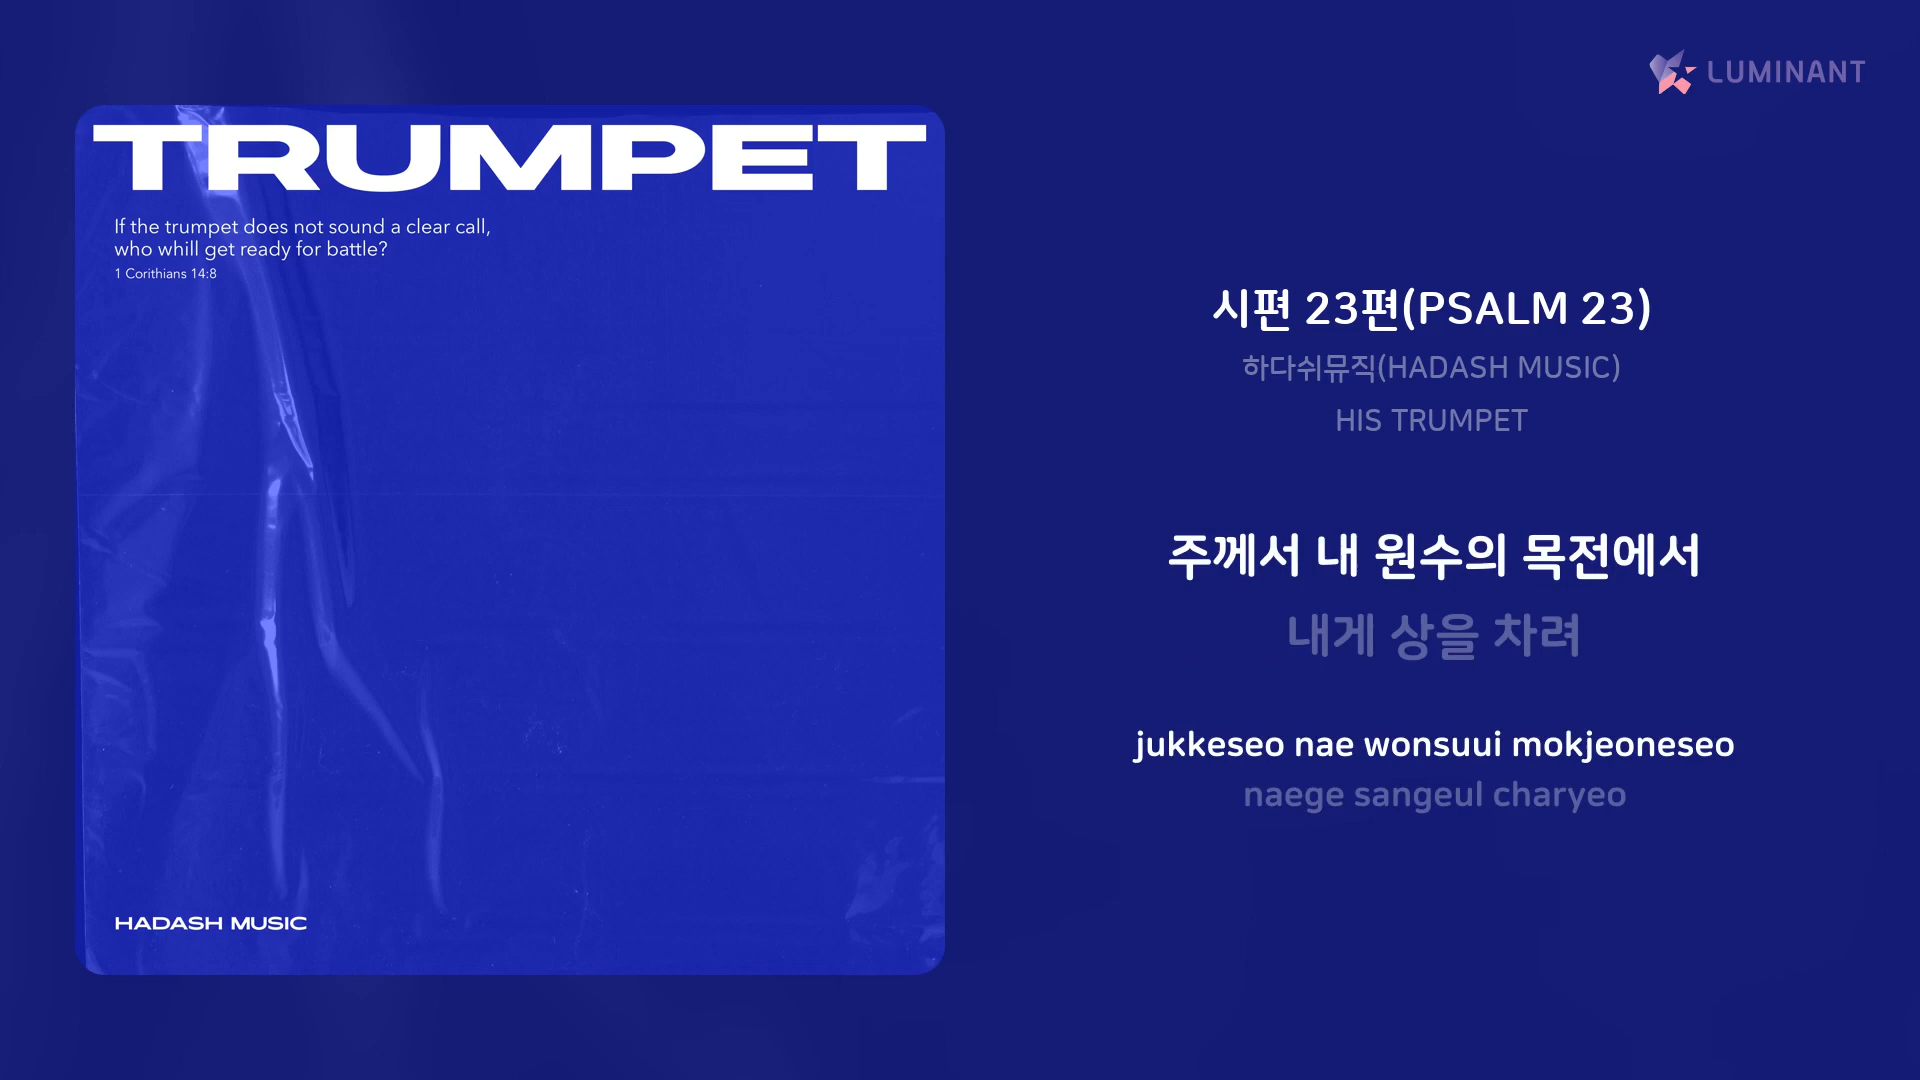 TRUMPET
If the trumpet does not sound a clear call,
who whill get ready for battle?
1 Corithians 14:8
HADASH MUSIC
LUMINANT
시편 23편(PSALM 23)
하다쉬뮤직(HADASH MUSIC)
HIS TRUMPET
주께서 내 원수의 목전에서
내게 상을 차려
jukkeseo nae wonsuui mokjeoneseo
naege sangeul charyeo